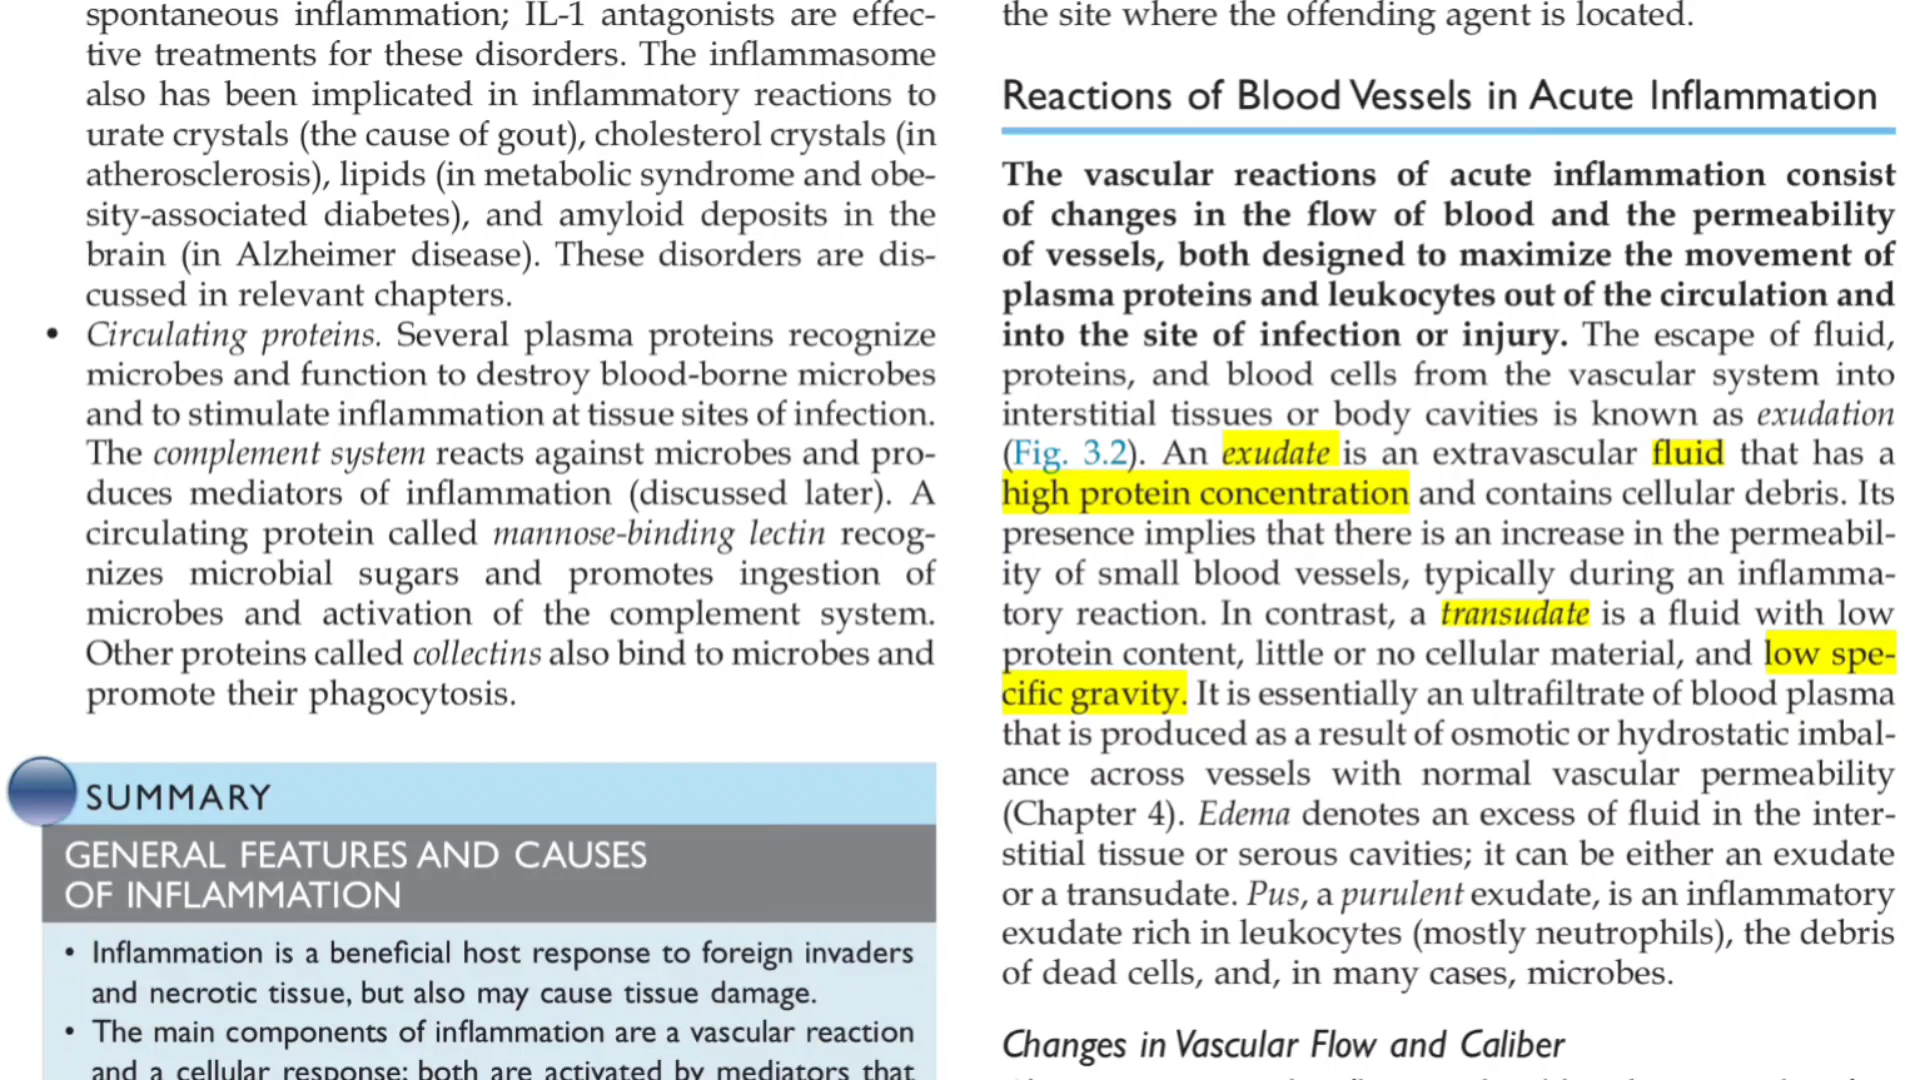 spontaneous inflammation; IL-1 antagonists are effec-
tive treatments for these disorders. The inflammasome
also has been implicated in inflammatory reactions to
urate crystals (the cause of gout), cholesterol crystals (in
atherosclerosis), lipids (in metabolic syndrome and obe-
sity-associated diabetes), and amyloid deposits in the
brain (in Alzheimer disease). These disorders are dis-
cussed in relevant chapters.
• Circulating proteins. Several plasma proteins recognize
microbes and function to destroy blood-borne microbes
and to stimulate inflammation at tissue sites of infection.
The complement system reacts against microbes and pro-
duces mediators of inflammation (discussed later). A
circulating protein called mannose-binding lectin recog-
nizes microbial sugars and promotes ingestion of
microbes and activation of the complement system.
Other proteins called collectins also bind to microbes and
promote their phagocytosis.
SUMMARY
GENERAL FEATURES AND CAUSES
OF INFLAMMATION
• Inflammation is a beneficial host response to foreign invaders
and necrotic tissue, but also may cause tissue damage.
• The main components of inflammation are a vascular reaction
and a cellular response; both are activated by mediators that
the site where the offending agent is located.
Reactions of Blood Vessels in Acute Inflammation
The vascular reactions of acute inflammation consist
of changes in the flow of blood and the permeability
of vessels, both designed to maximize the movement of
plasma proteins and leukocytes out of the circulation and
into the site of infection or injury. The escape of fluid,
proteins, and blood cells from the vascular system into
interstitial tissues or body cavities is known as exudation
(Fig. 3.2). An exudate is an extravascular fluid that has a
high protein concentration and contains cellular debris. Its
presence implies that there is an increase in the permeabil-
ity of small blood vessels, typically during an inflamma-
tory reaction. In contrast, a transudate is a fluid with low
protein content, little or no cellular material, and low spe-
cific gravity. It is essentially an ultrafiltrate of blood plasma
that is produced as a result of osmotic or hydrostatic imbal-
ance across vessels with normal vascular permeability
(Chapter 4). Edema denotes an excess of fluid in the inter-
stitial tissue or serous cavities; it can be either an exudate
or a transudate. Pus, a purulent exudate, is an inflammatory
exudate rich in leukocytes (mostly neutrophils), the debris
of dead cells, and, in many cases, microbes.
Changes in Vascular Flow and Caliber